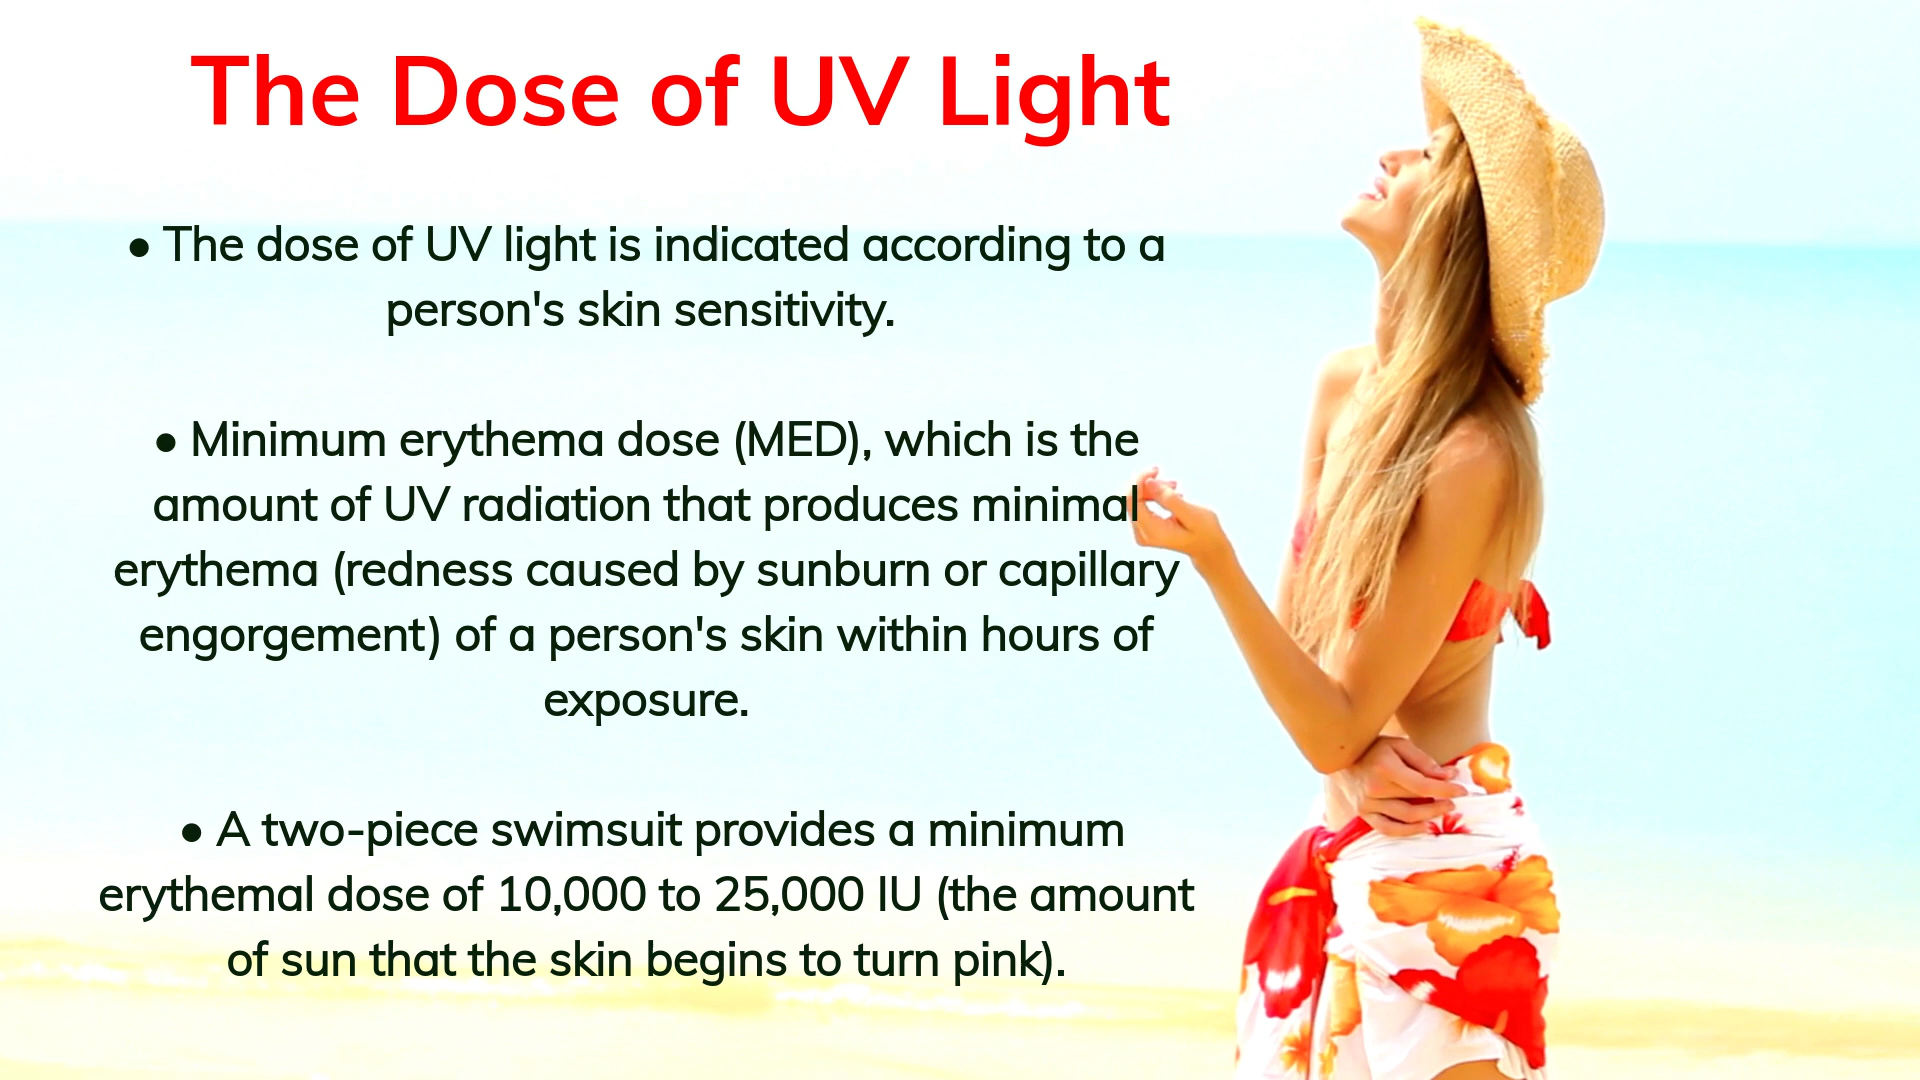 The Dose of UV Light
• The dose of UV light is indicated according to a
person's skin sensitivity.
• Minimum erythema dose (MED), which is the
amount of UV radiation that produces minimal
erythema (redness caused by sunburn or capillary
engorgement) of a person's skin within hours of
exposure.
• A two-piece swimsuit provides a minimum
erythemal dose of 10,000 to 25,000 IU (the amount
of sun that the skin begins to turn pink).